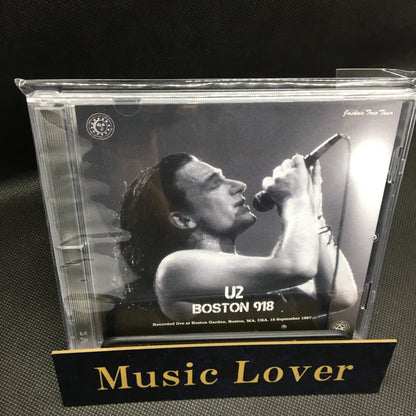 Joshua Tree Tour
U2
BOSTON 918
Recorded live at Boston Garden, Boston, MA, USA. 18 September 1987
Music Lover